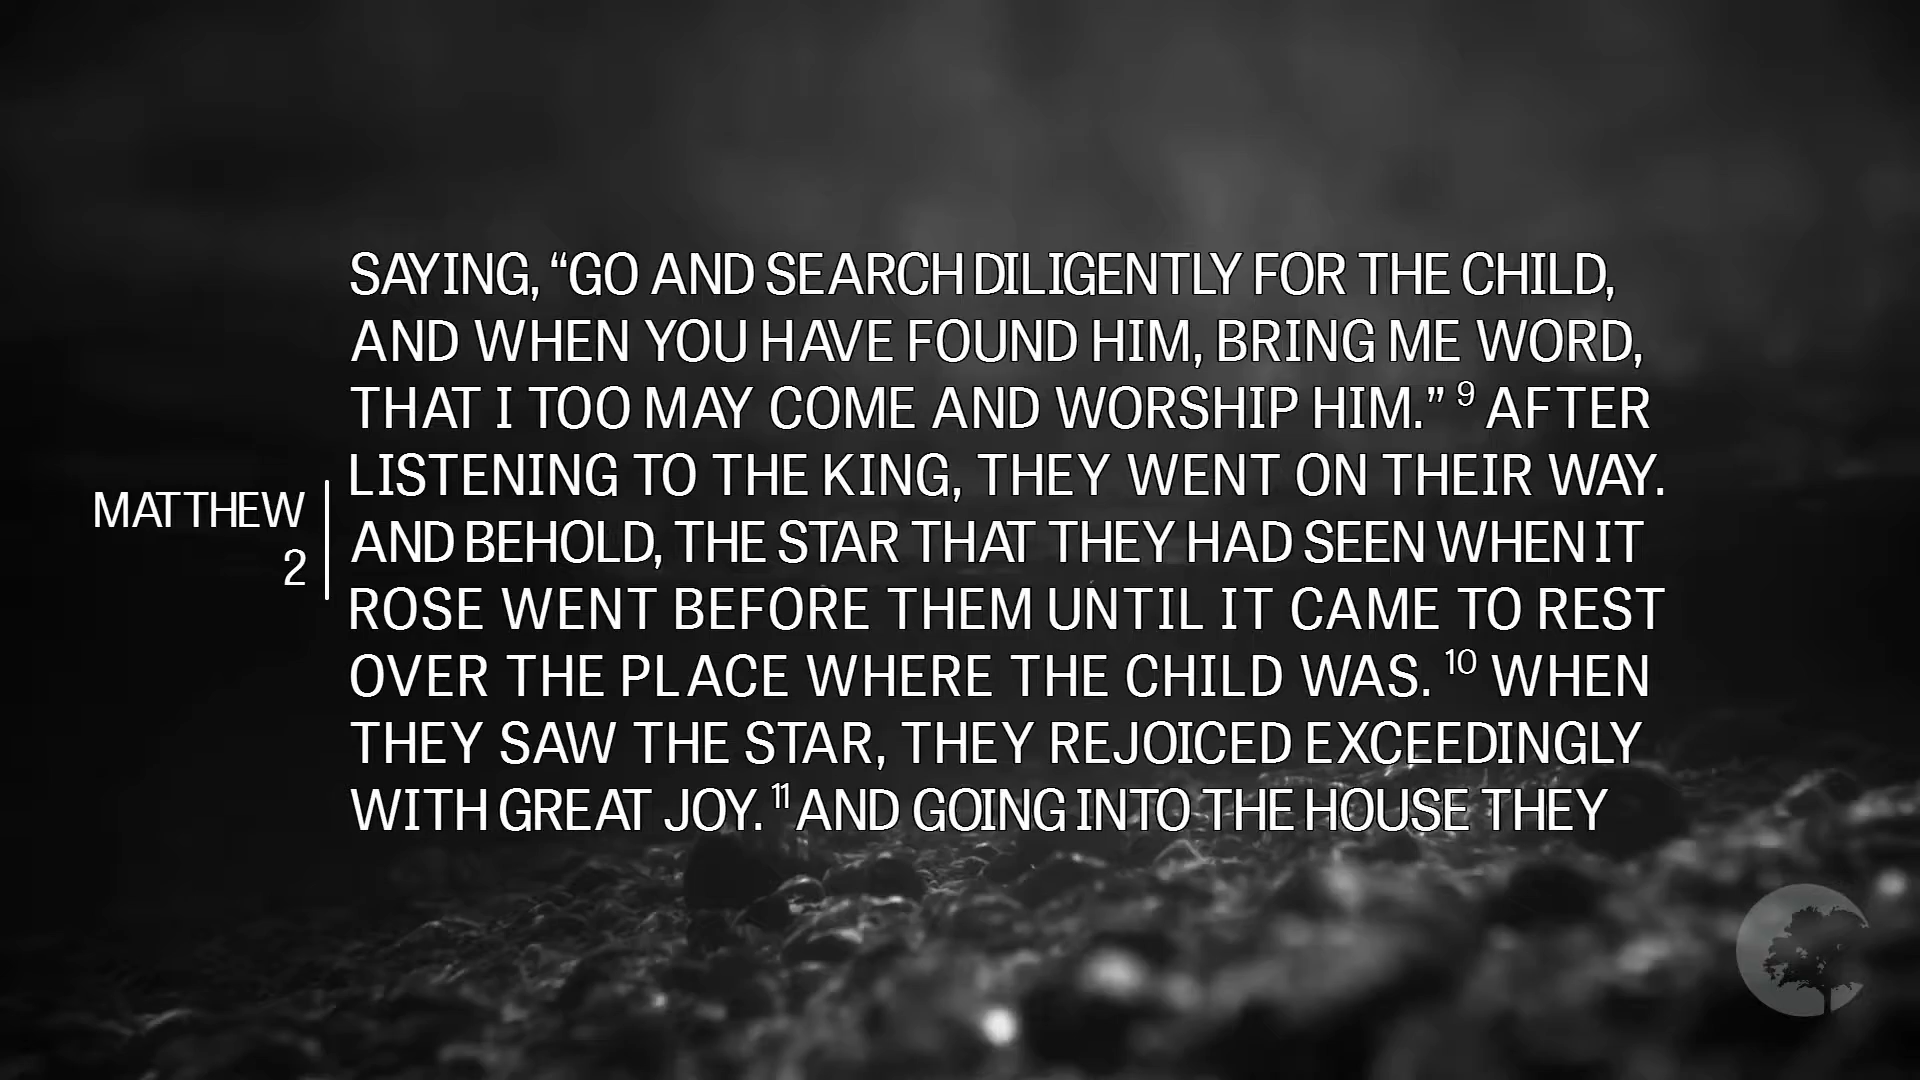 SAYING, “GO AND SEARCH DILIGENTLY FOR THE CHILD,
AND WHEN YOU HAVE FOUND HIM, BRING ME WORD,
THAT I TOO MAY COME AND WORSHIP HIM.” 9 AFTER
LISTENING TO THE KING, THEY WENT ON THEIR WAY.
MATTHEW
2
AND BEHOLD, THE STAR THAT THEY HAD SEEN WHEN IT
ROSE WENT BEFORE THEM UNTIL IT CAME TO REST
OVER THE PLACE WHERE THE CHILD WAS. 10 WHEN
THEY SAW THE STAR, THEY REJOICED EXCEEDINGLY
WITH GREAT JOY. 11 AND GOING INTO THE HOUSE THEY